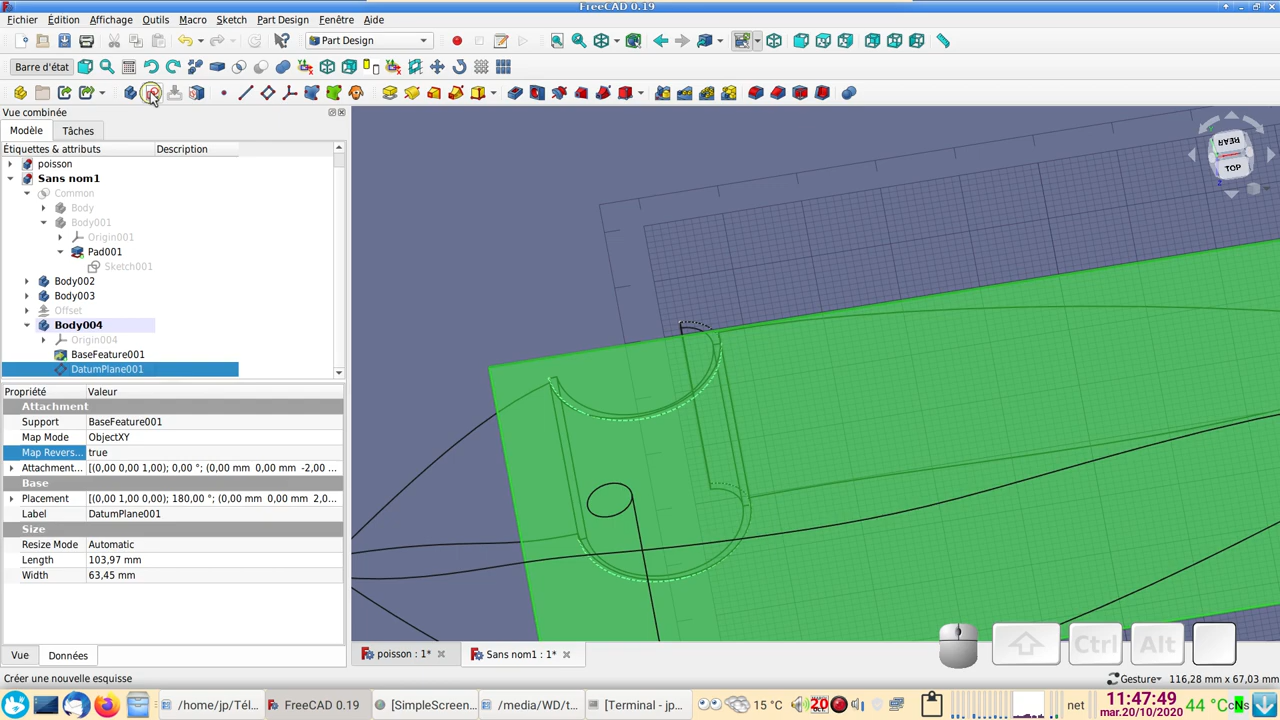 FreeCAD 0.19
Fichier Édition Affichage Outils Macro Sketch Part Design Fenêtre Aide
Part Design
Barre d'état
Vue combinée
Modèle Tâches
Étiquettes & attributs Description
poisson
Sans nom1
Common
Body
Body001
Origin001
Pad001
Sketch001
Body002
Body003
Offset
Body004
Origin004
BaseFeature001
DatumPlane001
Propriété Valeur
Attachment
Support BaseFeature001
Map Mode ObjectXY
Map Revers... true
Attachment... [(0,00 0,00 1,00); 0,00 °; (0,00 mm 0,00 mm -2,00 ...
Base
Placement [(0,00 1,00 0,00); 180,00 °; (0,00 mm 0,00 mm 2,0...
Label DatumPlane001
Size
Resize Mode Automatic
Length 103,97 mm
Width 63,45 mm
Vue Données
REAR
TOP
poisson : 1* Sans nom1 : 1*
Ctrl Alt
Créer une nouvelle esquisse
Gesture 116,28 mm x 67,03 mm
/home/jp/Tél... FreeCAD 0.19 [SimpleScreen... /media/WD/t... [Terminal - jp... 15 °C 20 net 44 °C
11:47:49
mar.20/10/2020